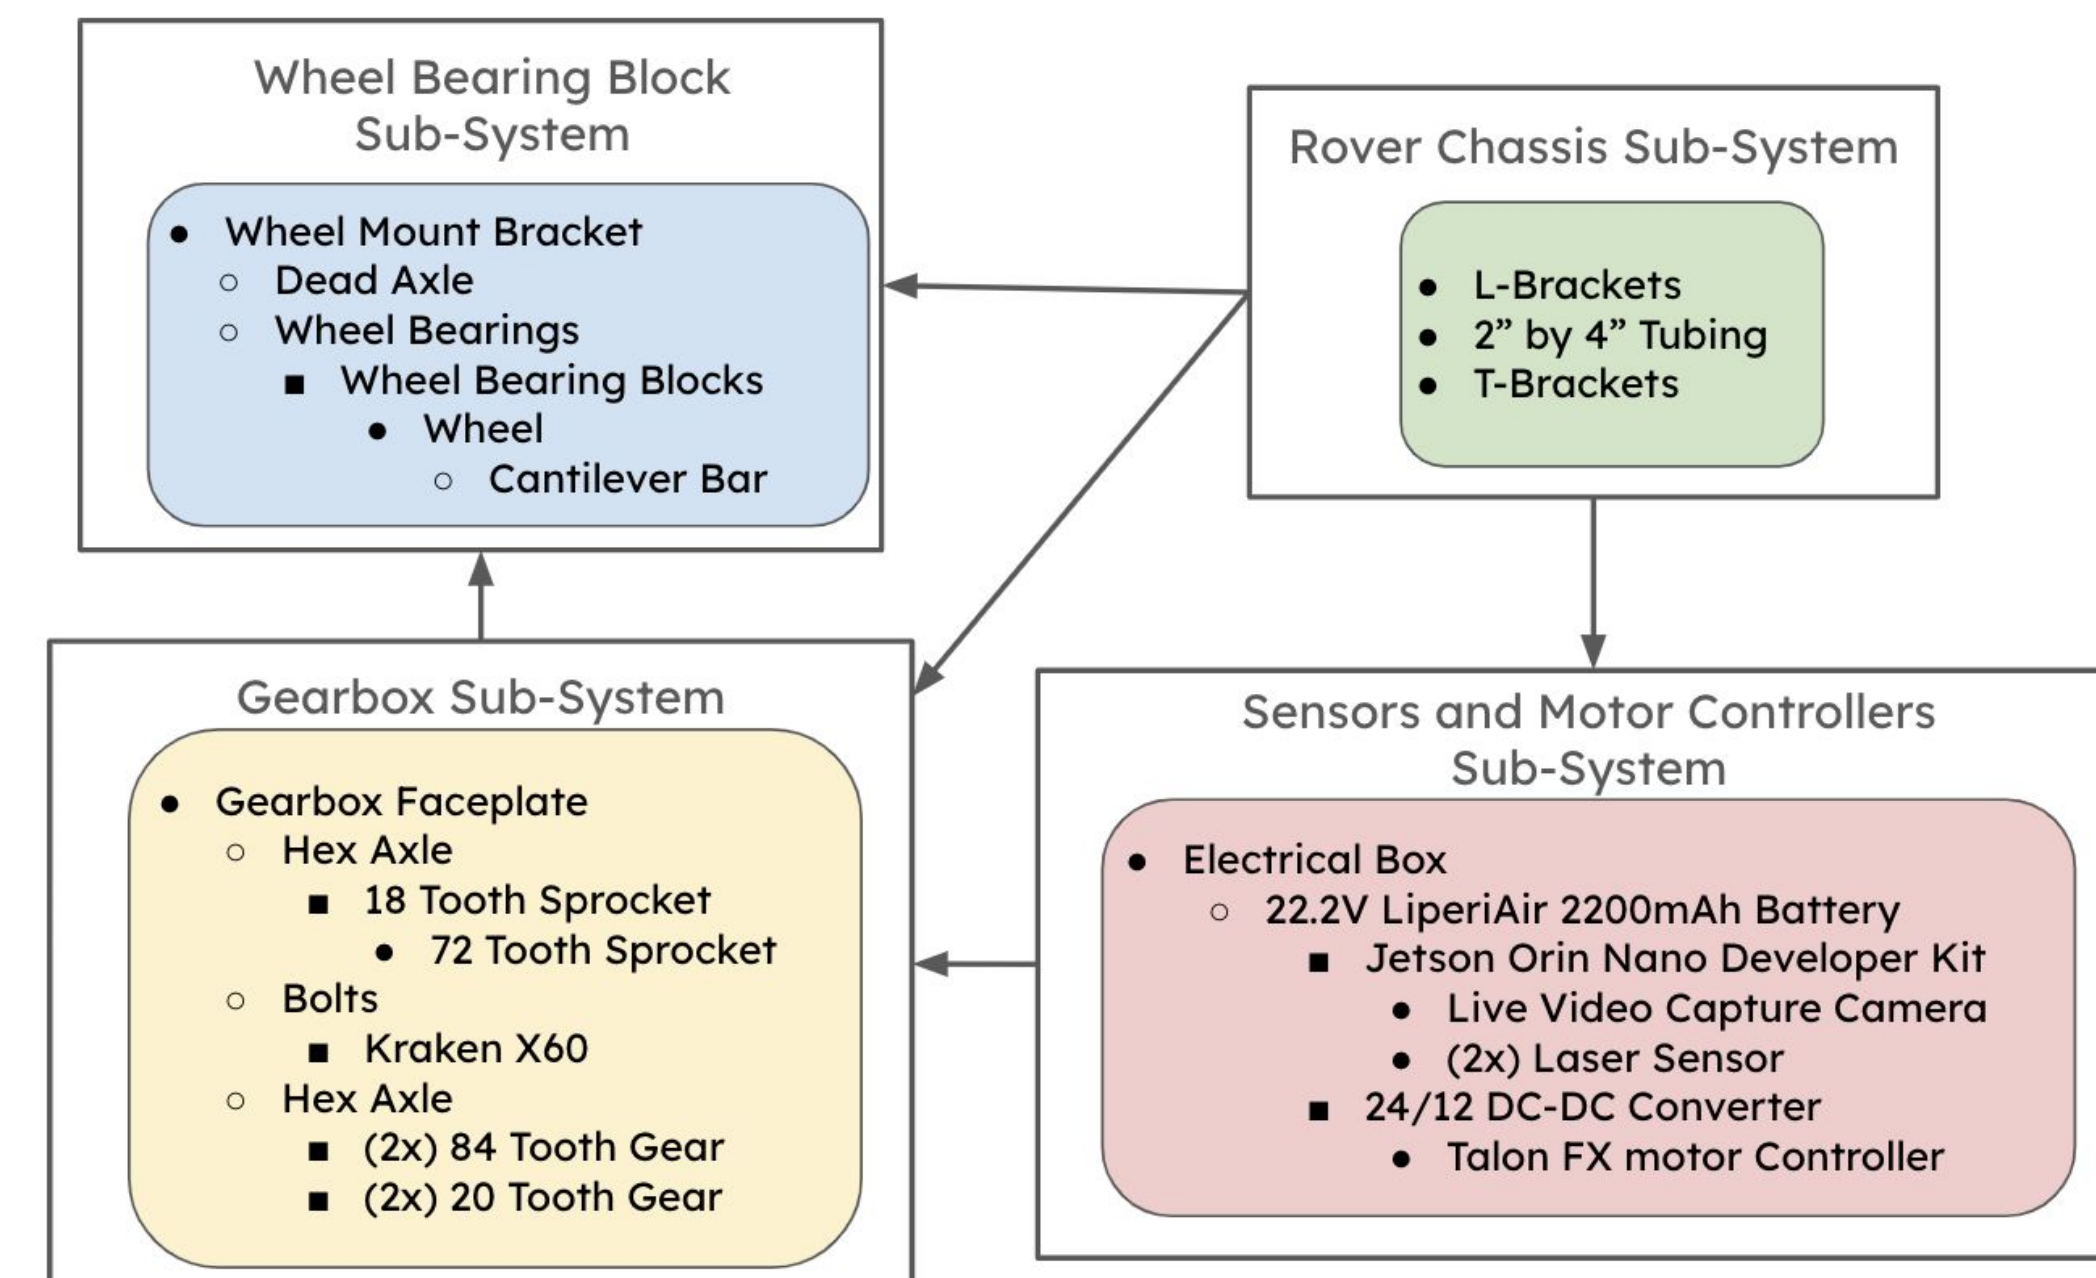 Wheel Bearing Block
Sub-System
● Wheel Mount Bracket
○ Dead Axle
○ Wheel Bearings
■ Wheel Bearing Blocks
● Wheel
○ Cantilever Bar
Rover Chassis Sub-System
● L-Brackets
● 2” by 4” Tubing
● T-Brackets
Gearbox Sub-System
● Gearbox Faceplate
○ Hex Axle
■ 18 Tooth Sprocket
● 72 Tooth Sprocket
○ Bolts
■ Kraken X60
○ Hex Axle
■ (2x) 84 Tooth Gear
■ (2x) 20 Tooth Gear
Sensors and Motor Controllers
Sub-System
● Electrical Box
○ 22.2V LiperiAir 2200mAh Battery
■ Jetson Orin Nano Developer Kit
● Live Video Capture Camera
● (2x) Laser Sensor
■ 24/12 DC-DC Converter
● Talon FX motor Controller